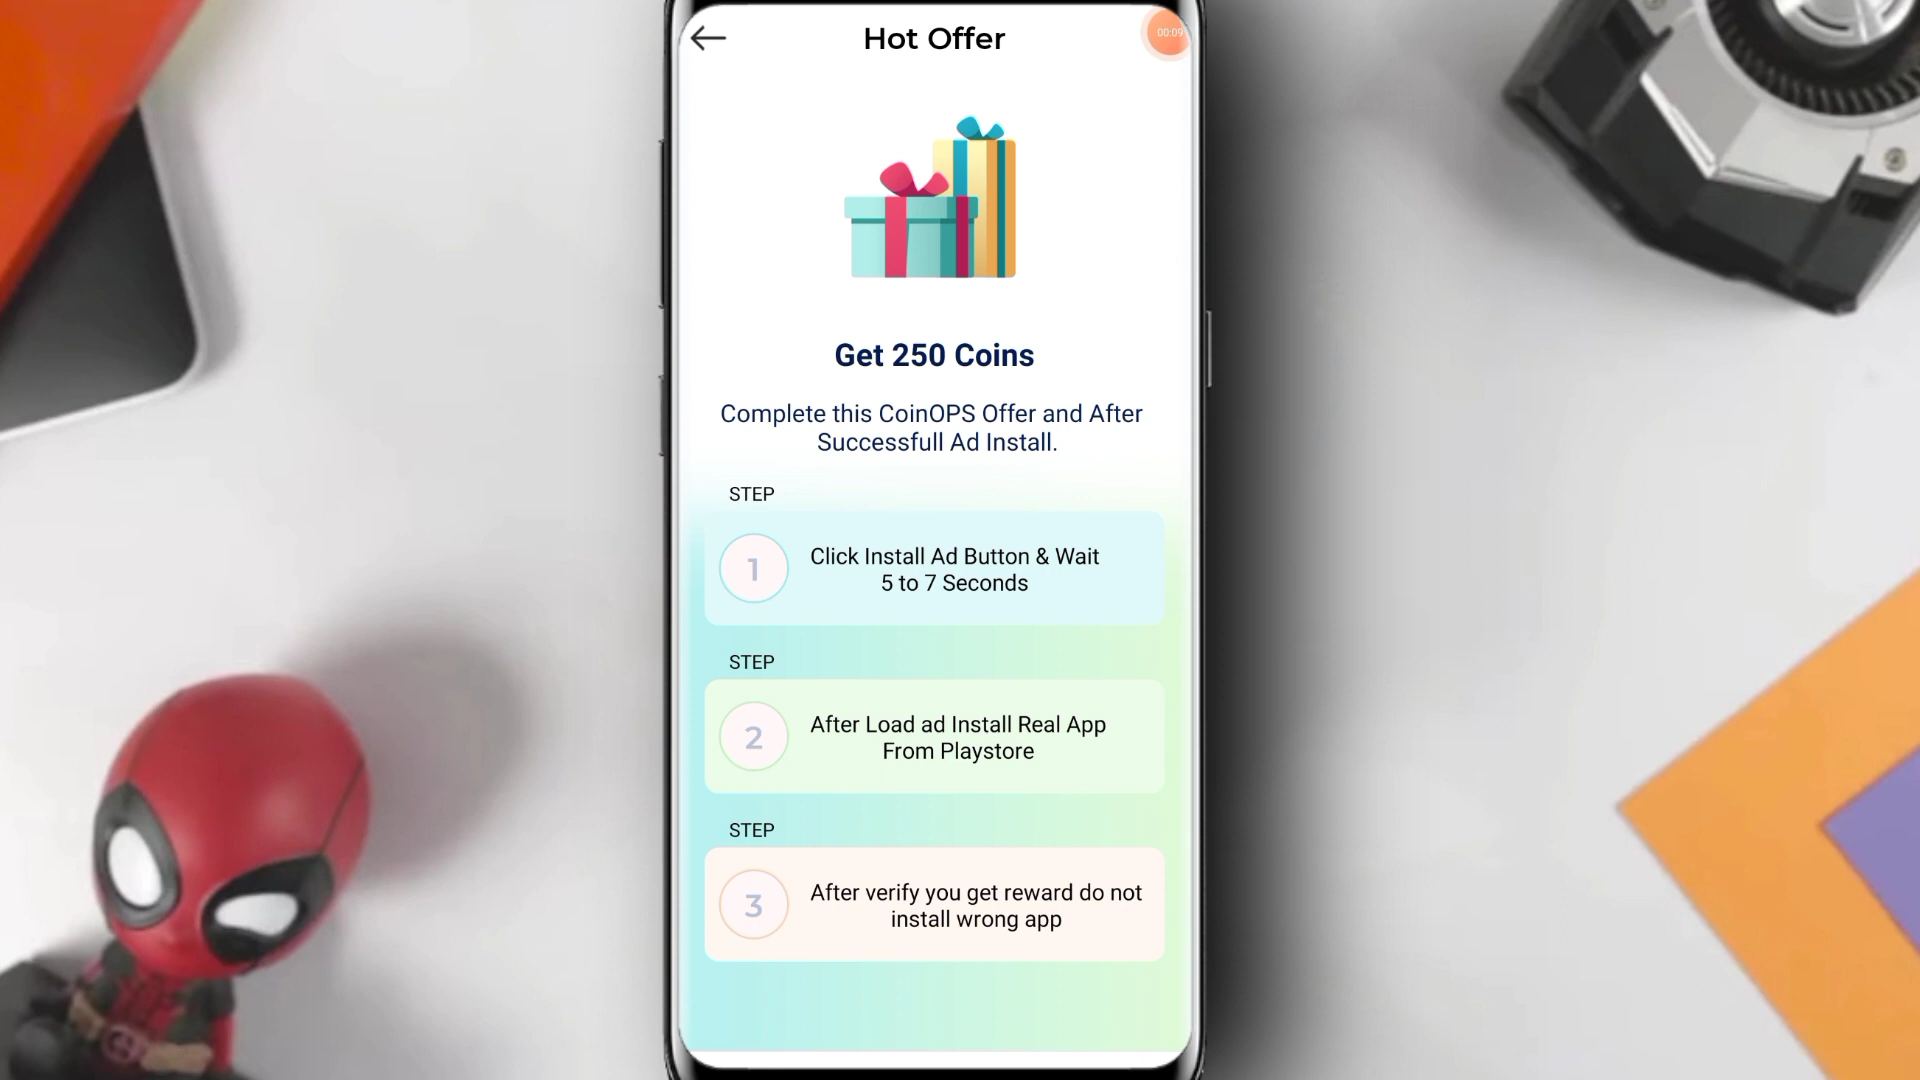 Hot Offer
00:09
Get 250 Coins
Complete this CoinOPS Offer and After
Successfull Ad Install.
STEP
1
Click Install Ad Button & Wait
5 to 7 Seconds
STEP
2
After Load ad Install Real App
From Playstore
STEP
3
After verify you get reward do not
install wrong app